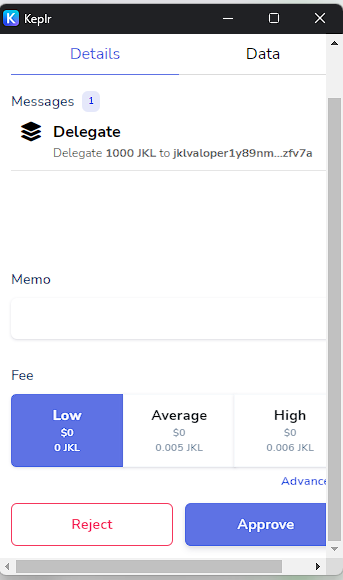 K Keplr
Details Data
Messages 1
Delegate
Delegate 1000 JKL to jklvaloper1y89nm...zfv7a
Memo
Fee
Low Average High
$0 $0 $0
0 JKL 0.005 JKL 0.006 JKL
Advance
Reject Approve